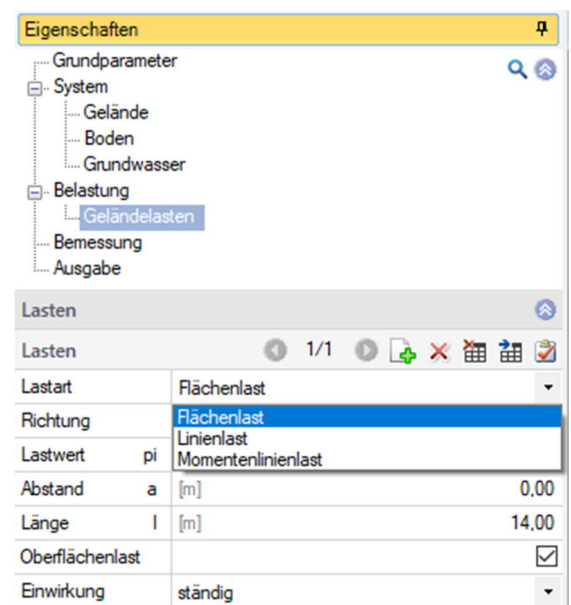 Eigenschaften
Grundparameter
System
Gelände
Boden
Grundwasser
Belastung
Geländelasten
Bemessung
Ausgabe
Lasten
Lasten 1/1
Lastart Flächenlast
Richtung Flächenlast
Linienlast
Lastwert pi Momentenlinienlast
Abstand a [m] 0,00
Länge l [m] 14,00
Oberflächenlast
Einwirkung ständig